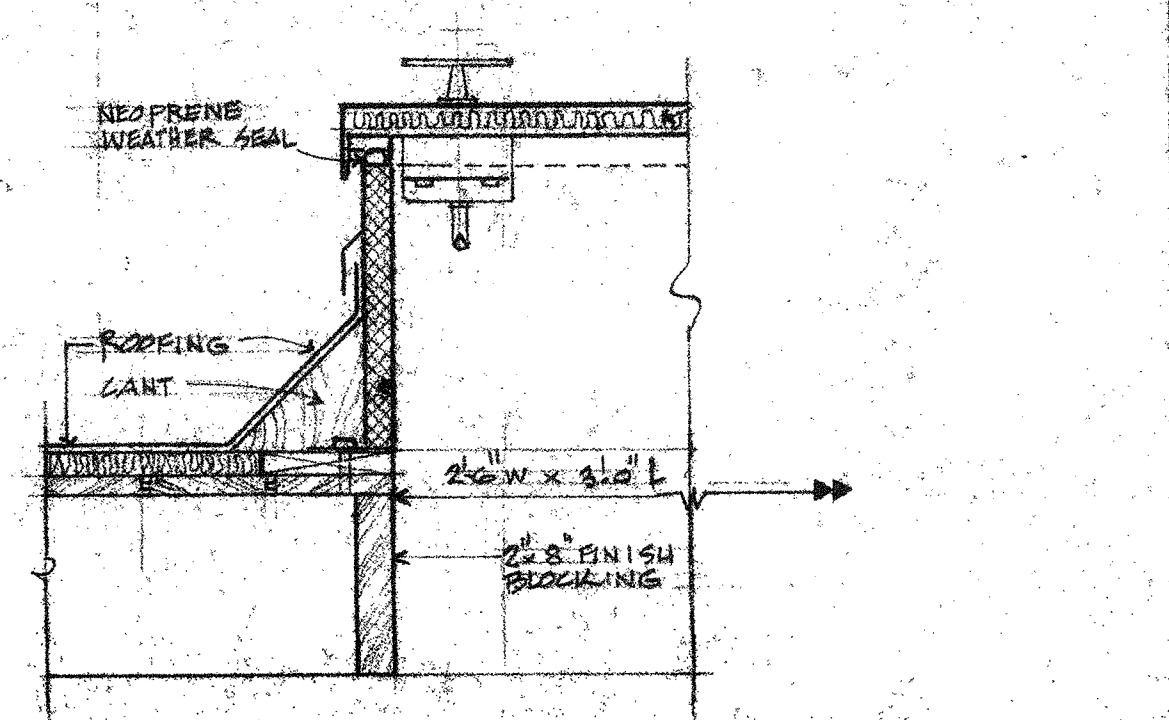 NEOPRENE
WEATHER SEAL
ROOFING
CANT
2'-6" W x 3'-0" L
2" x 8" FINISH
BLOCKING